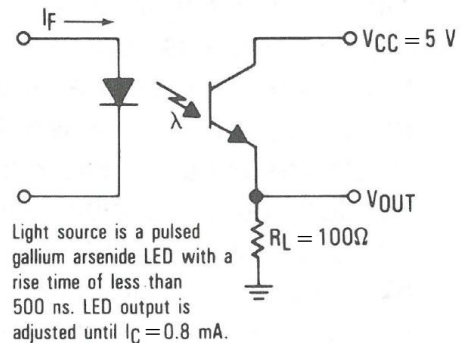 IF
VCC = 5 V
λ
VOUT
RL = 100Ω
Light source is a pulsed
gallium arsenide LED with a
rise time of less than
500 ns. LED output is
adjusted until IC = 0.8 mA.